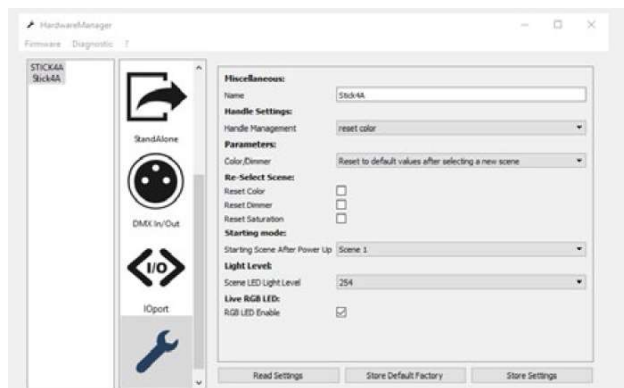 HardwareManager
Firmware Diagnostic ?
STICK4A
Stick4A
StandAlone
DMX In/Out
I/O
IOport
Miscellaneous:
Name Stick4A
Handle Settings:
Handle Management reset color
Parameters:
Color/Dimmer Reset to default values after selecting a new scene
Re-Select Scene:
Reset Color
Reset Dimmer
Reset Saturation
Starting mode:
Starting Scene After Power Up Scene 1
Light Level:
Scene LED Light Level 254
Live RGB LED:
RGB LED Enable
Read Settings Store Default Factory Store Settings